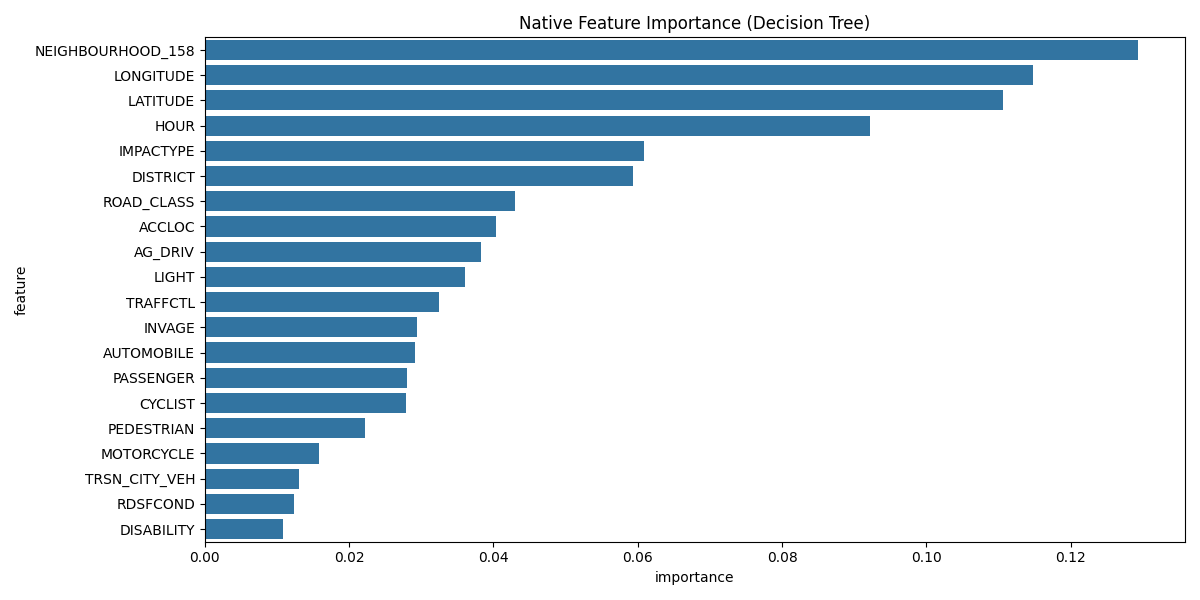 Native Feature Importance (Decision Tree)
feature
NEIGHBOURHOOD_158
LONGITUDE
LATITUDE
HOUR
IMPACTYPE
DISTRICT
ROAD_CLASS
ACCLOC
AG_DRIV
LIGHT
TRAFFCTL
INVAGE
AUTOMOBILE
PASSENGER
CYCLIST
PEDESTRIAN
MOTORCYCLE
TRSN_CITY_VEH
RDSFCOND
DISABILITY
0.00 0.02 0.04 0.06 0.08 0.10 0.12
importance